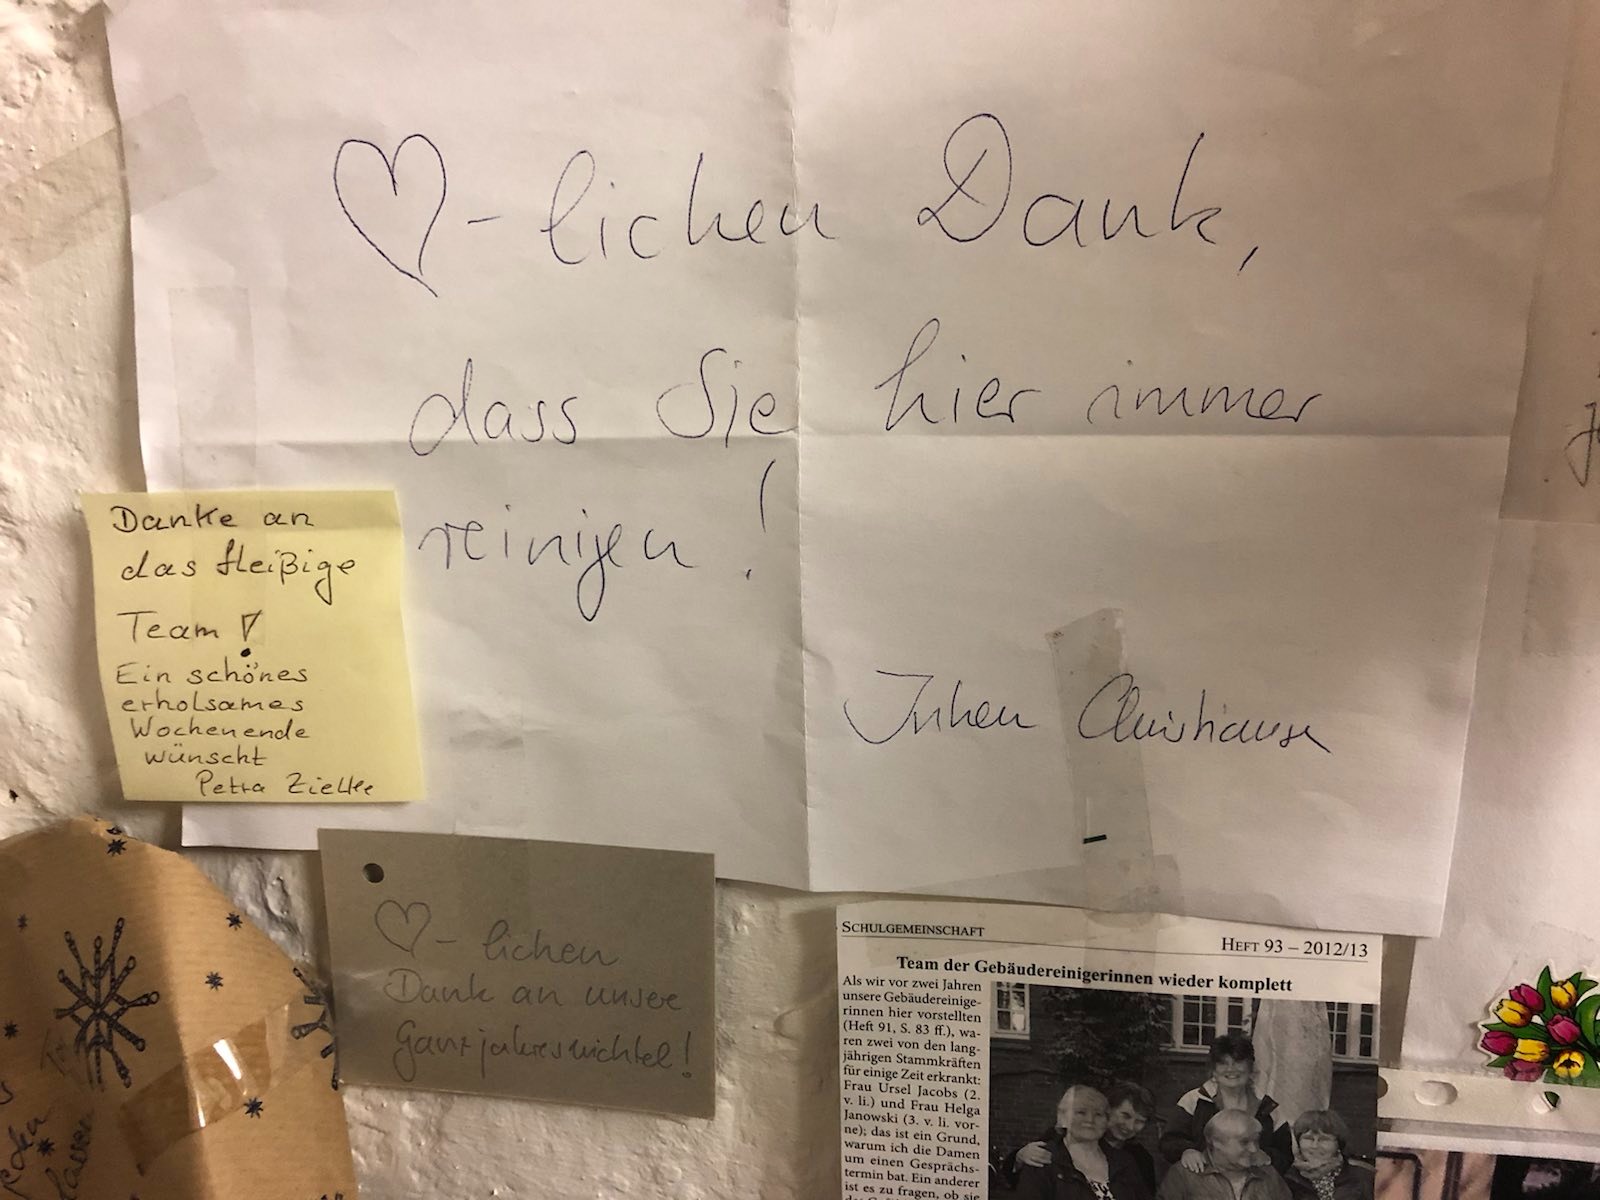 ♡-lichen Dank,
dass Sie hier immer
reinigen!
Danke an
das fleißige
Team!
Ein schönes
erholsames
Wochenende
wünscht
Petra Zielke
♡-lichen
Dank an unsere
Ganzjahreswichtel!
SCHULGEMEINSCHAFT
HEFT 93 – 2012/13
Team der Gebäudereinigerinnen wieder komplett
Als wir vor zwei Jahren
unsere Gebäudereinige-
rinnen hier vorstellten
(Heft 91, S. 83 ff.), wa-
ren zwei von den lang-
jährigen Stammkräften
für einige Zeit erkrankt:
Frau Ursel Jacobs (2.
v. li.) und Frau Helga
Janowski (3. v. li. vor-
ne); das ist ein Grund,
warum ich die Damen
um einen Gesprächs-
termin bat. Ein anderer
ist es zu fragen, ob sie